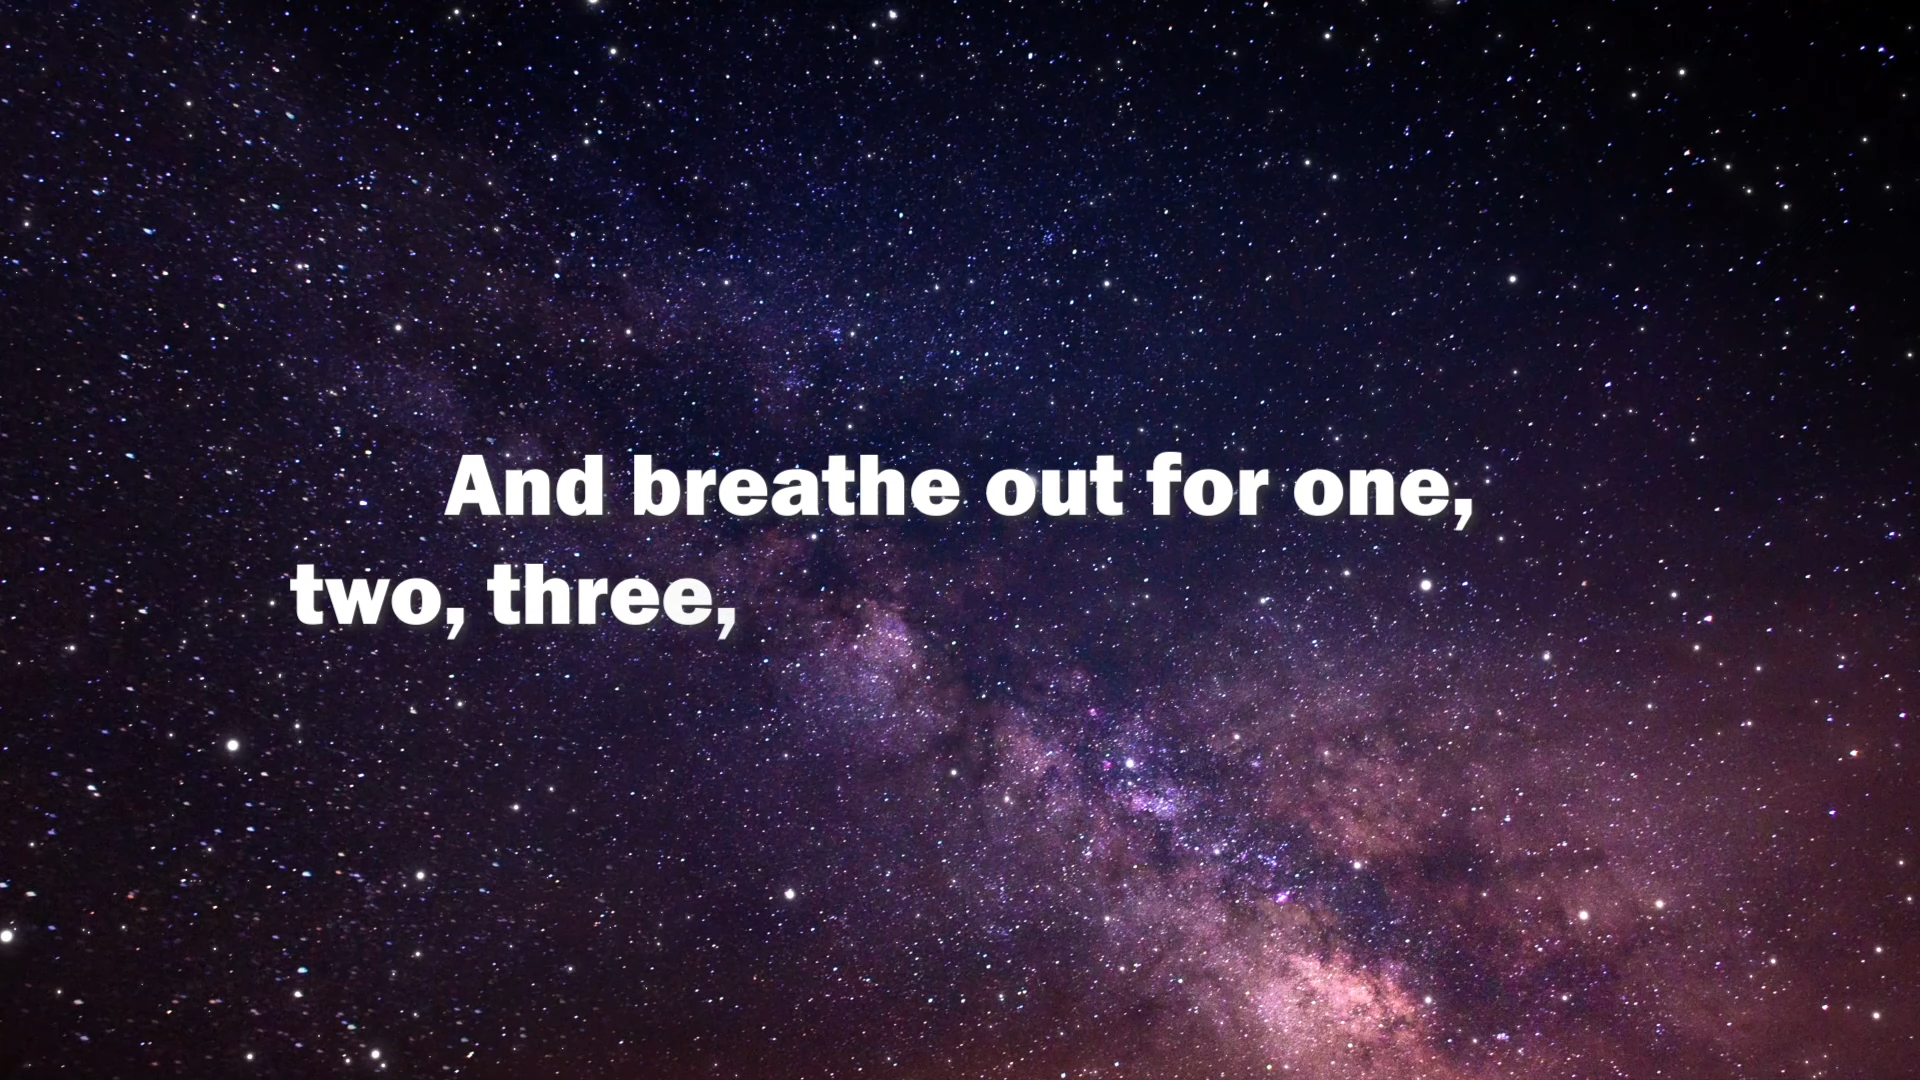 And breathe out for one,
two, three,